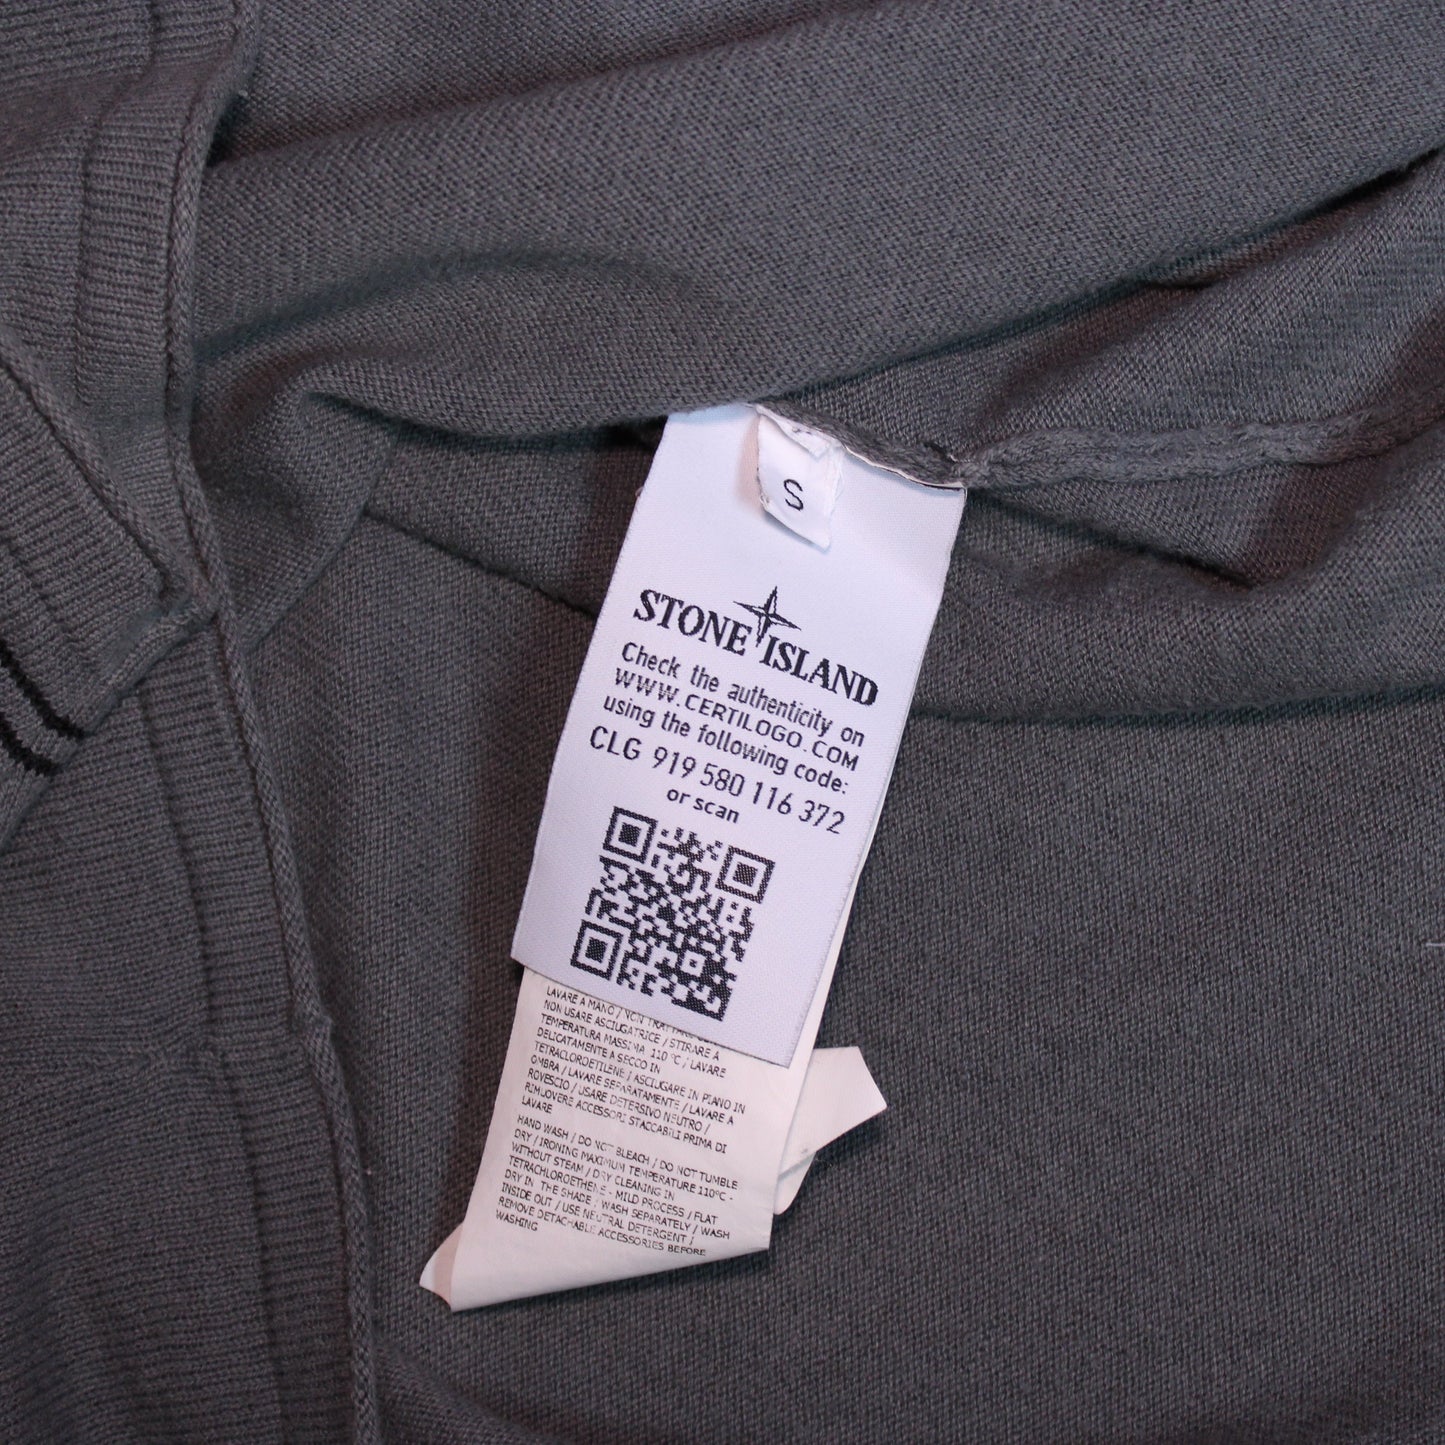 S
STONE ISLAND
Check the authenticity on
WWW.CERTILOGO.COM
using the following code:
CLG 919 580 116 372
or scan
LAVARE A MANO / NON TRATTARE
NON USARE ASCIUGATRICE / STIRARE A
TEMPERATURA MASSIMA 110 °C / LAVARE
DELICATAMENTE A SECCO IN
TETRACLOROETILENE / ASCIUGARE IN PIANO IN
OMBRA / LAVARE SEPARATAMENTE / LAVARE A
ROVESCIO / USARE DETERSIVO NEUTRO /
RIMUOVERE ACCESSORI STACCABILI PRIMA DI
LAVARE
HAND WASH / DO NOT BLEACH / DO NOT TUMBLE
DRY / IRONING MAXIMUM TEMPERATURE 110°C -
WITHOUT STEAM / DRY CLEANING IN
TETRACHLOROETHENE - MILD PROCESS / FLAT
DRY IN THE SHADE / WASH SEPARATELY / WASH
INSIDE OUT / USE NEUTRAL DETERGENT /
REMOVE DETACHABLE ACCESSORIES BEFORE
WASHING